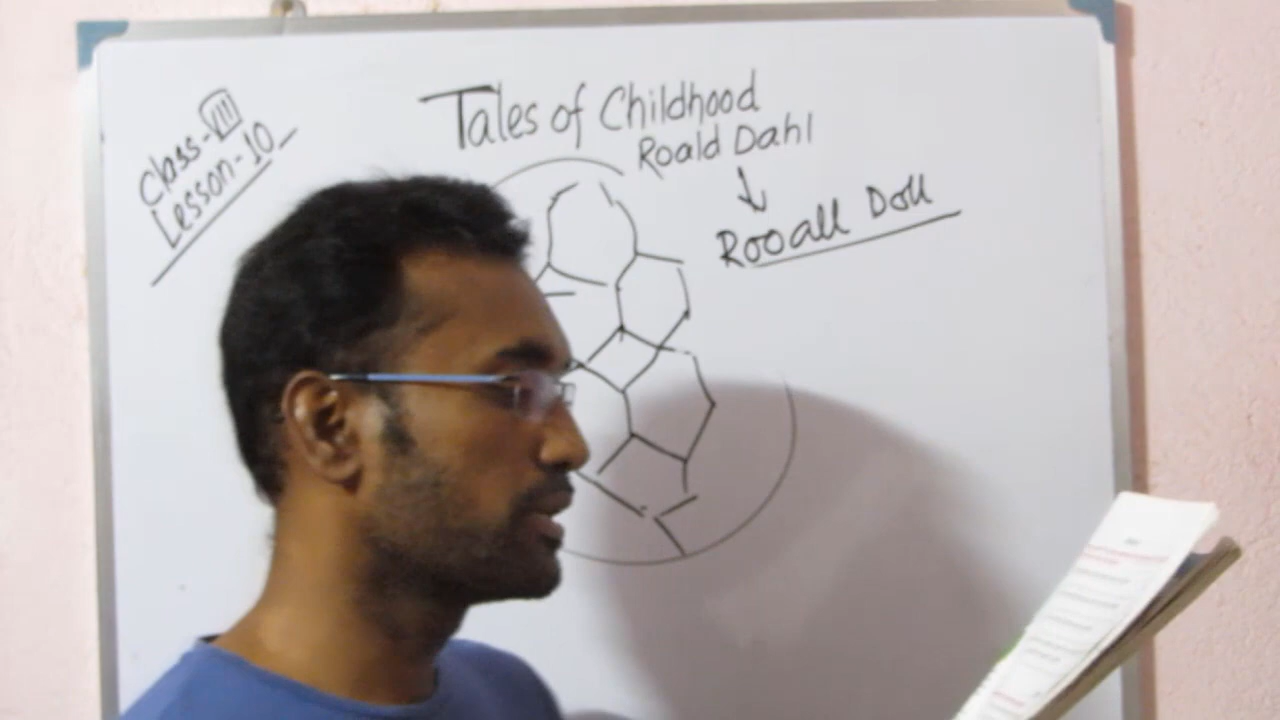 Class-VIII
Lesson-10
Tales of Childhood
Roald Dahl
Rooall Doll